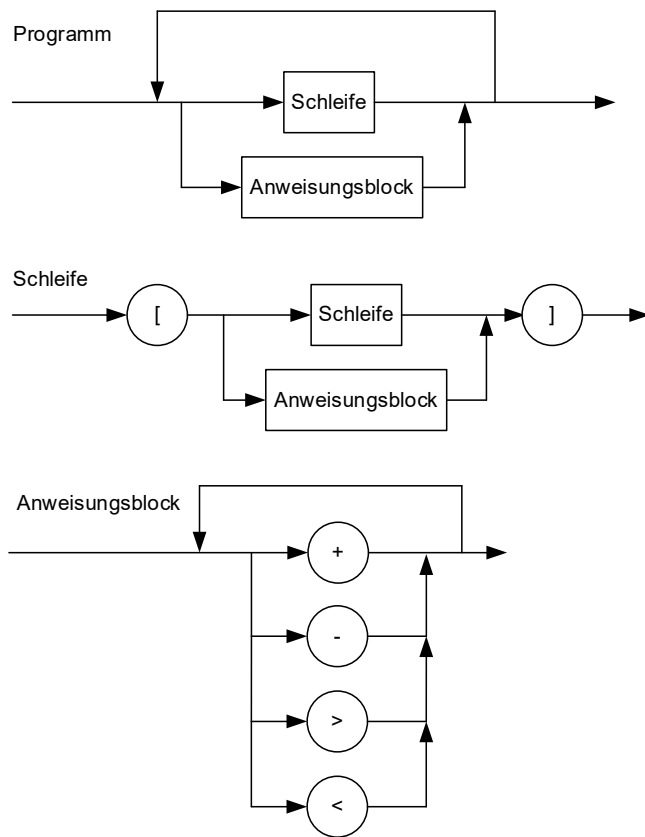 Programm
Schleife
Anweisungsblock
Schleife
[
Schleife
]
Anweisungsblock
Anweisungsblock
+
-
>
<